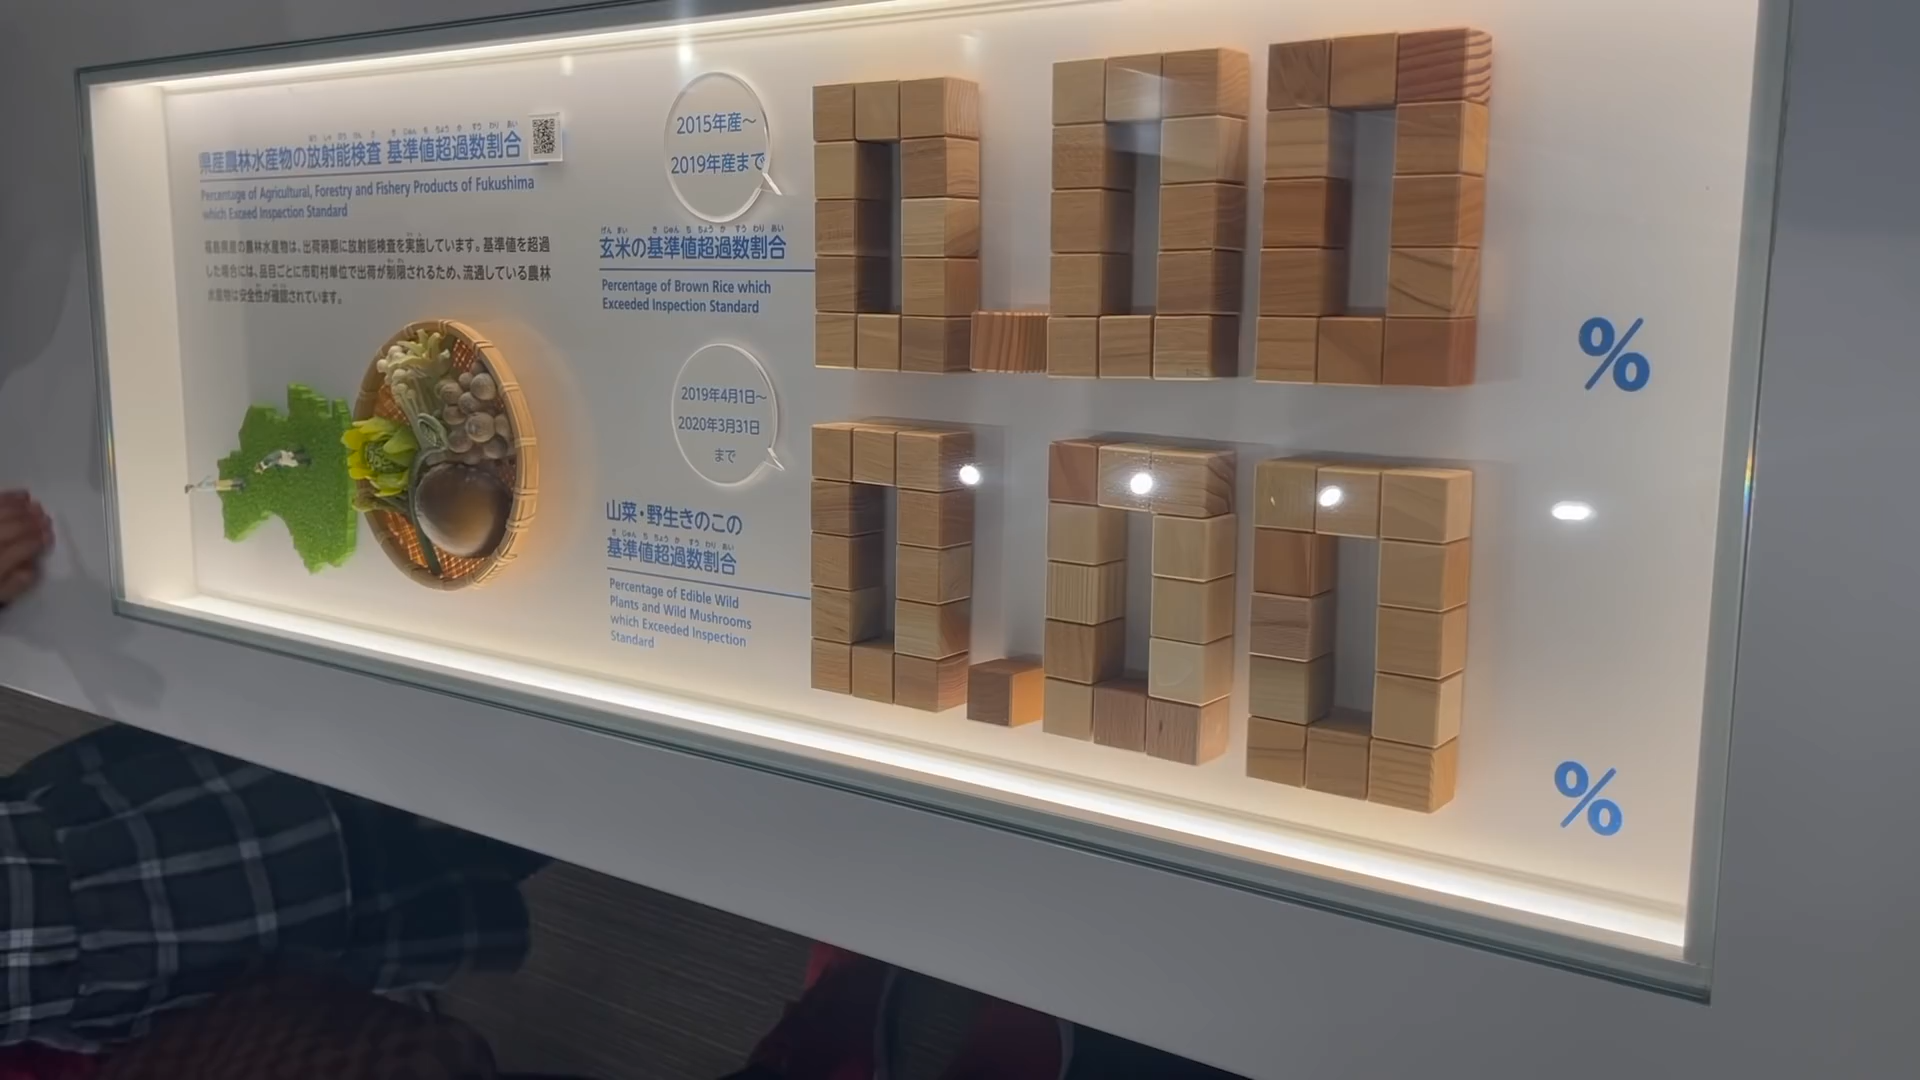 県産農林水産物の放射能検査 基準値超過数割合
Percentage of Agricultural, Forestry and Fishery Products of Fukushima
which Exceed Inspection Standard
福島県産の農林水産物は、出荷時期に放射能検査を実施しています。基準値を超過
した場合には、品目ごとに市町村単位で出荷が制限されるため、流通している農林
水産物は安全性が確認されています。
2015年産〜
2019年産まで
玄米の基準値超過数割合
Percentage of Brown Rice which
Exceeded Inspection Standard
0.00
%
2019年4月1日〜
2020年3月31日
まで
山菜・野生きのこの
基準値超過数割合
Percentage of Edible Wild
Plants and Wild Mushrooms
which Exceeded Inspection
Standard
0.00
%